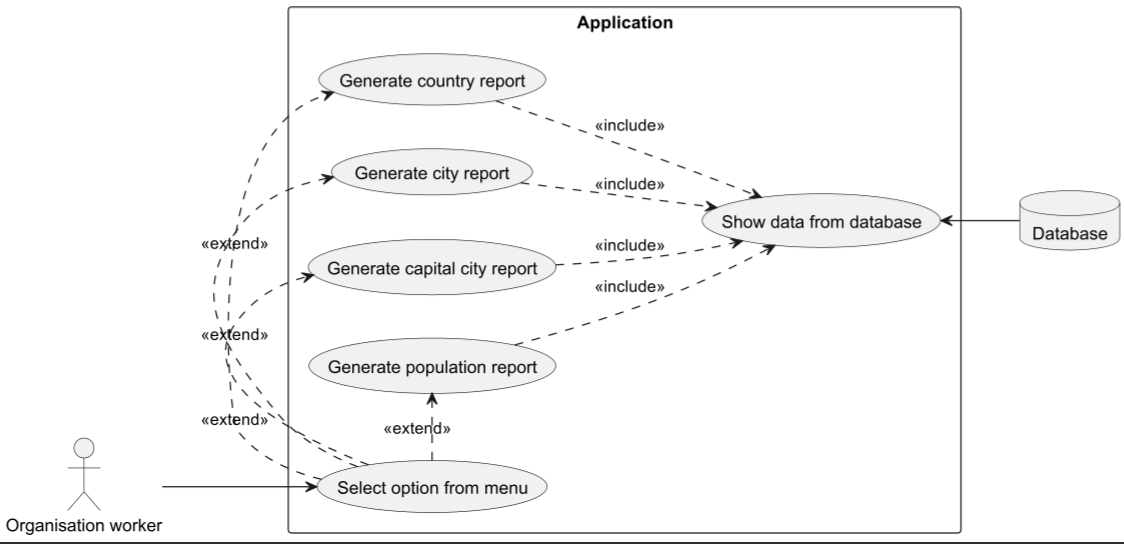 Application
Generate country report
«include»
Generate city report
«include»
Show data from database
Database
«extend»
«include»
Generate capital city report
«include»
«extend»
Generate population report
«extend»
«extend»
Select option from menu
Organisation worker